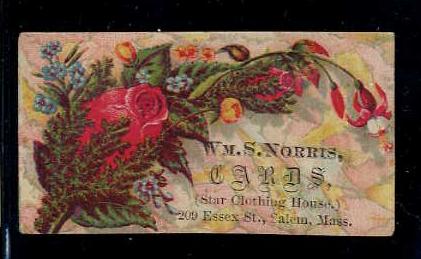 WM. S. NORRIS,
CARDS,
(Star Clothing House.)
209 Essex St., Salem, Mass.